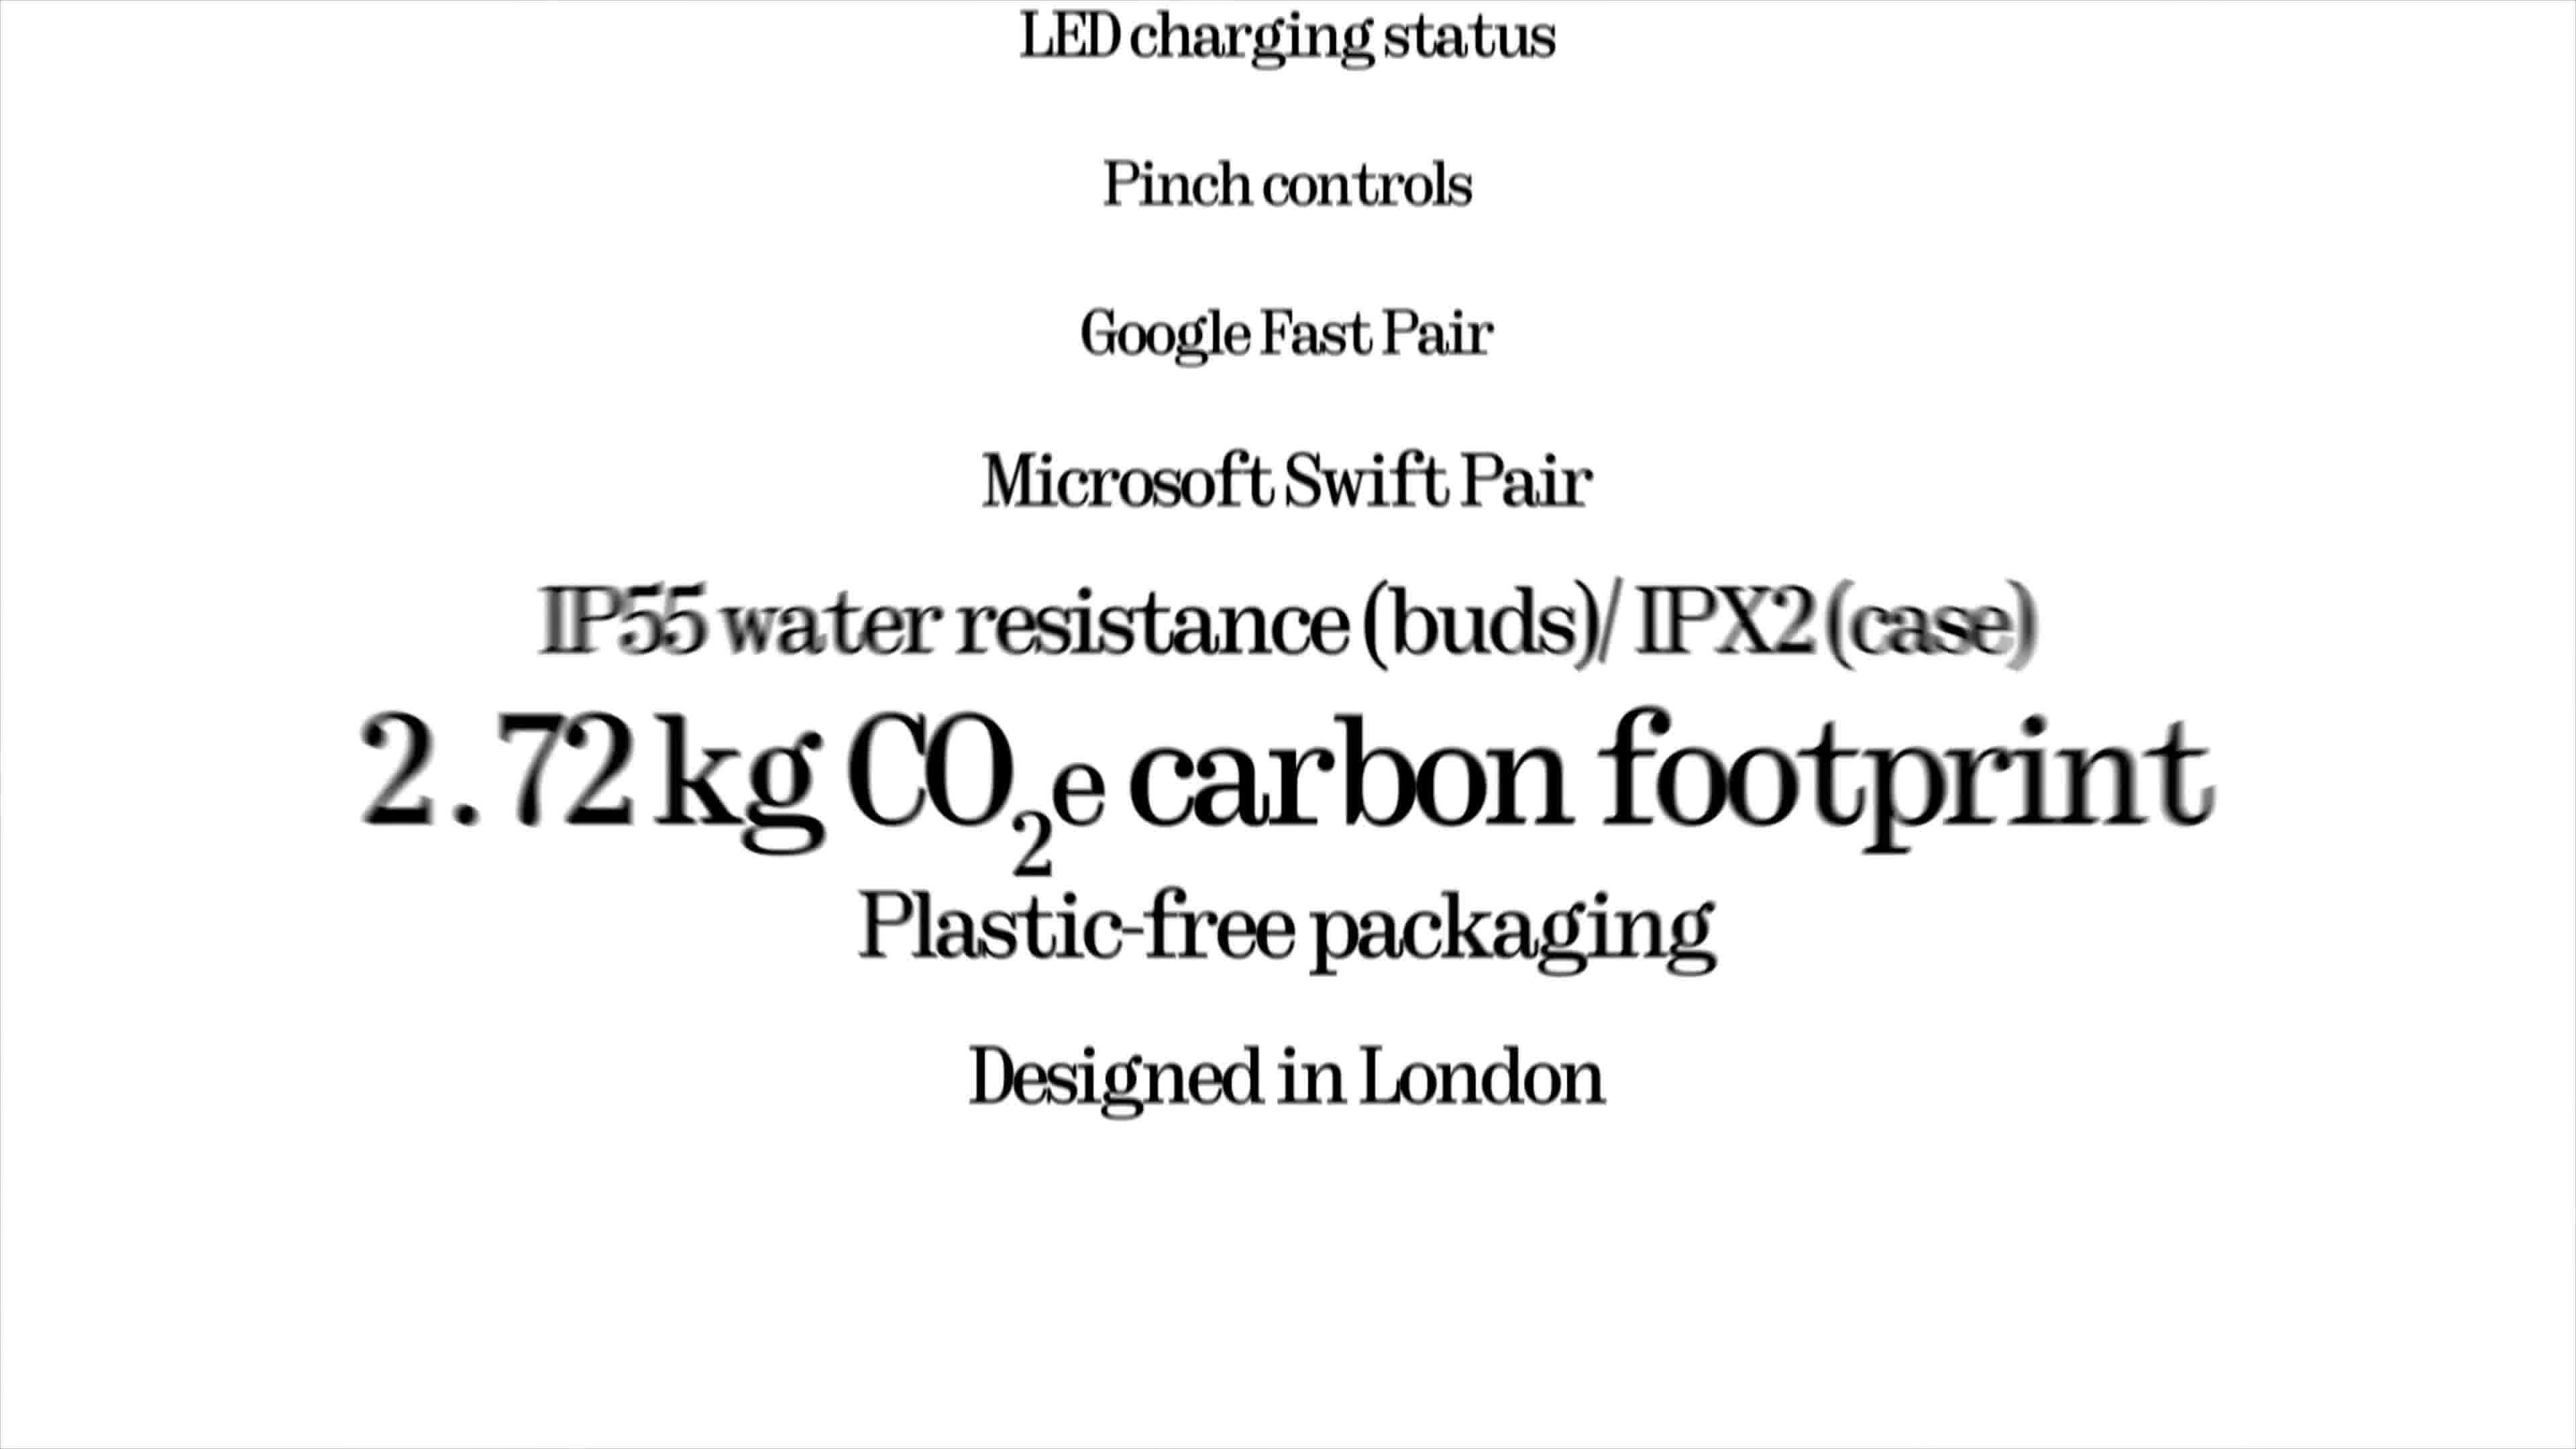 LED charging status
Pinch controls
Google Fast Pair
Microsoft Swift Pair
IP55 water resistance (buds)/ IPX2 (case)
2.72 kg CO₂e carbon footprint
Plastic-free packaging
Designed in London